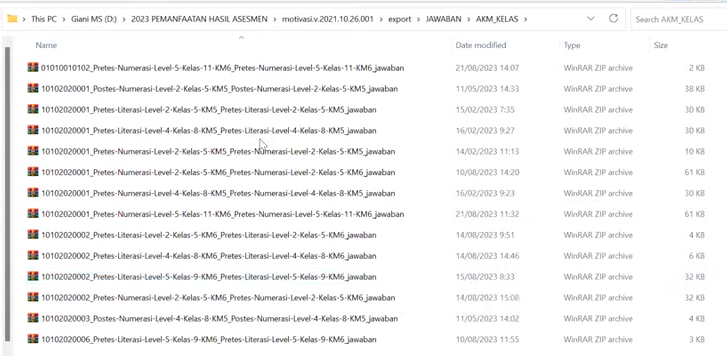 This PC > Giani MS (D:) > 2023 PEMANFAATAN HASIL ASESMEN > motivasi.v.2021.10.26.001 > export > JAWABAN > AKM_KELAS > Search AKM_KELAS
Name Date modified Type Size
01010010102_Pretes-Numerasi-Level-5-Kelas-11-KM6_Pretes-Numerasi-Level-5-Kelas-11-KM6_jawaban 21/08/2023 14:07 WinRAR ZIP archive 2 KB
10102020001_Postes-Numerasi-Level-2-Kelas-5-KM5_Postes-Numerasi-Level-2-Kelas-5-KM5_jawaban 11/05/2023 14:33 WinRAR ZIP archive 38 KB
10102020001_Pretes-Literasi-Level-2-Kelas-5-KM5_Pretes-Literasi-Level-2-Kelas-5-KM5_jawaban 15/02/2023 7:35 WinRAR ZIP archive 30 KB
10102020001_Pretes-Literasi-Level-4-Kelas-8-KM5_Pretes-Literasi-Level-4-Kelas-8-KM5_jawaban 16/02/2023 9:27 WinRAR ZIP archive 30 KB
10102020001_Pretes-Numerasi-Level-2-Kelas-5-KM5_Pretes-Numerasi-Level-2-Kelas-5-KM5_jawaban 14/02/2023 11:13 WinRAR ZIP archive 10 KB
10102020001_Pretes-Numerasi-Level-2-Kelas-5-KM6_Pretes-Numerasi-Level-2-Kelas-5-KM6_jawaban 10/08/2023 14:20 WinRAR ZIP archive 61 KB
10102020001_Pretes-Numerasi-Level-4-Kelas-8-KM5_Pretes-Numerasi-Level-4-Kelas-8-KM5_jawaban 16/02/2023 9:23 WinRAR ZIP archive 30 KB
10102020001_Pretes-Numerasi-Level-5-Kelas-11-KM6_Pretes-Numerasi-Level-5-Kelas-11-KM6_jawaban 21/08/2023 11:32 WinRAR ZIP archive 61 KB
10102020002_Pretes-Literasi-Level-2-Kelas-5-KM6_Pretes-Literasi-Level-2-Kelas-5-KM6_jawaban 14/08/2023 9:51 WinRAR ZIP archive 4 KB
10102020002_Pretes-Literasi-Level-4-Kelas-8-KM6_Pretes-Literasi-Level-4-Kelas-8-KM6_jawaban 14/08/2023 14:46 WinRAR ZIP archive 6 KB
10102020002_Pretes-Literasi-Level-5-Kelas-9-KM6_Pretes-Literasi-Level-5-Kelas-9-KM6_jawaban 15/08/2023 8:33 WinRAR ZIP archive 32 KB
10102020002_Pretes-Numerasi-Level-2-Kelas-5-KM6_Pretes-Numerasi-Level-2-Kelas-5-KM6_jawaban 14/08/2023 15:08 WinRAR ZIP archive 32 KB
10102020003_Postes-Numerasi-Level-4-Kelas-8-KM5_Postes-Numerasi-Level-4-Kelas-8-KM5_jawaban 11/05/2023 14:02 WinRAR ZIP archive 4 KB
10102020006_Pretes-Literasi-Level-5-Kelas-9-KM6_Pretes-Literasi-Level-5-Kelas-9-KM6_jawaban 10/08/2023 11:55 WinRAR ZIP archive 3 KB